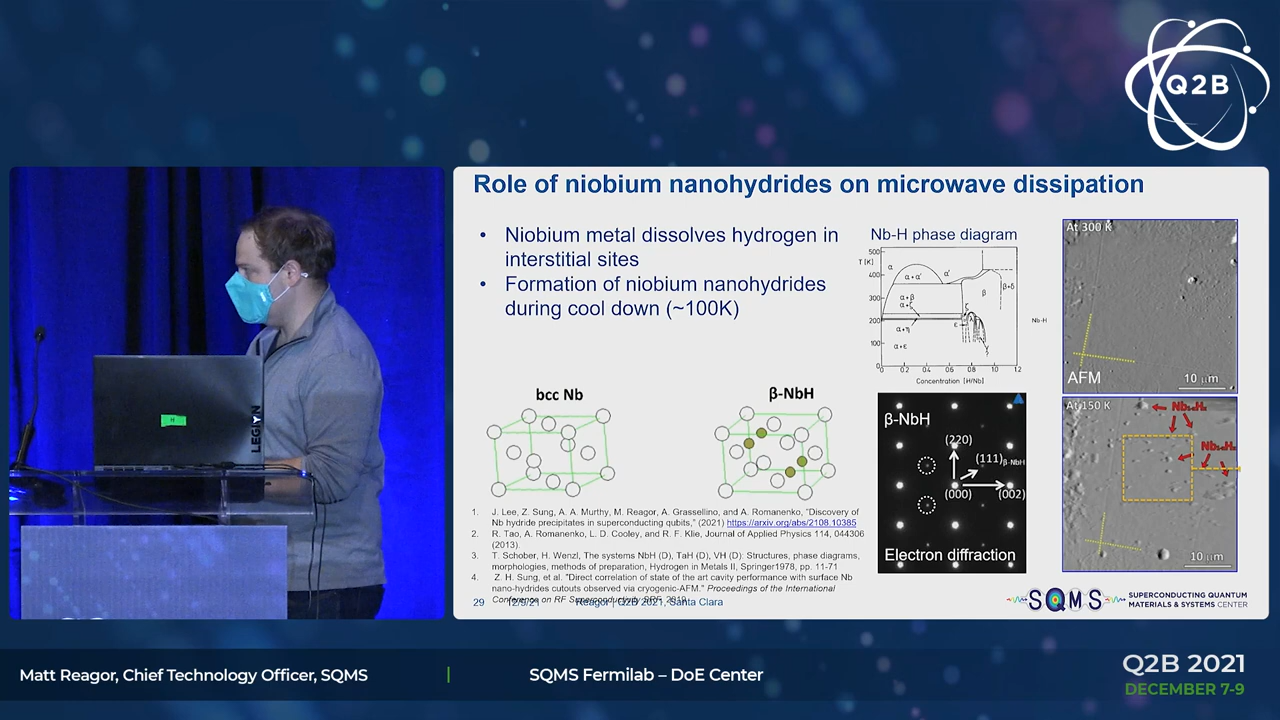 Q2B
Role of niobium nanohydrides on microwave dissipation
• Niobium metal dissolves hydrogen in
interstitial sites
• Formation of niobium nanohydrides
during cool down (~100K)
Nb-H phase diagram
T [K]
500
400
300
200
100
0
0.2
0.4
0.6
0.8
1.0
1.2
α
α+α'
α'
β
β+δ
α+β
α+ζ
ζ
ε
α+η
α+ε
Nb-H
Concentration [H/Nb]
At 300 K
AFM
10 μm
At 150 K
10 μm
bcc Nb
β-NbH
β-NbH
(220)
(111)β-NbH
(000)
(002)
Electron diffraction
1. J. Lee, Z. Sung, A. A. Murthy, M. Reagor, A. Grassellino, and A. Romanenko, "Discovery of
Nb hydride precipitates in superconducting qubits," (2021) https://arxiv.org/abs/2108.10385
2. R. Tao, A. Romanenko, L. D. Cooley, and R. F. Klie, Journal of Applied Physics 114, 044306
(2013).
3. T. Schober, H. Wenzl, The systems NbH (D), TaH (D), VH (D): Structures, phase diagrams,
morphologies, methods of preparation, Hydrogen in Metals II, Springer1978, pp. 11-71
4. Z. H. Sung, et al. "Direct correlation of state of the art cavity performance with surface Nb
nano-hydrides cutouts observed via cryogenic-AFM." Proceedings of the International
Conference on RF Superconductivity
29 12/9/21 Reagor | Q2B 2021, Santa Clara
SQMS
SUPERCONDUCTING QUANTUM
MATERIALS & SYSTEMS CENTER
LEGION
Matt Reagor, Chief Technology Officer, SQMS | SQMS Fermilab – DoE Center
Q2B 2021
DECEMBER 7-9